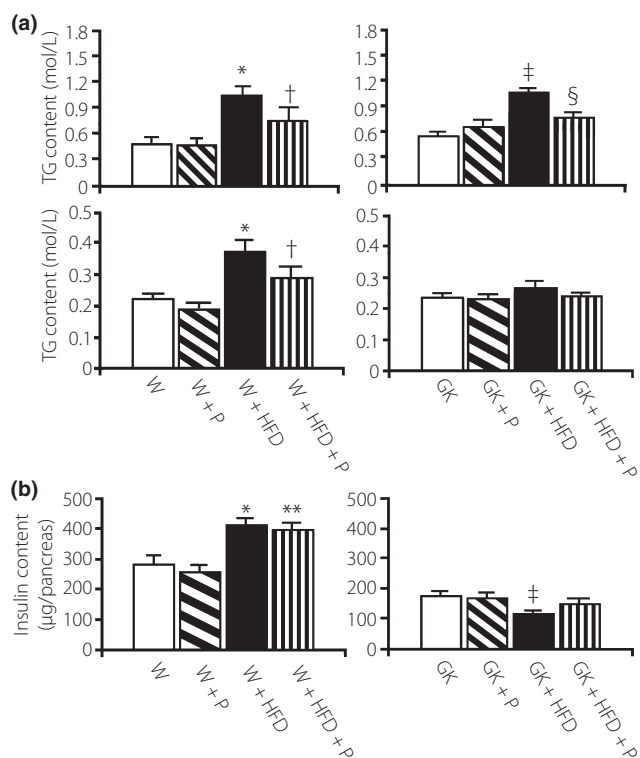 (a)
TG content (mol/L)
1.8
1.5
1.2
0.9
0.6
0.3
0
*
†
TG content (mol/L)
1.8
1.5
1.2
0.9
0.6
0.3
0
‡
§
TG content (mol/L)
0.5
0.4
0.3
0.2
0.1
0
*
†
W
W + P
W + HFD
W + HFD + P
0.5
0.4
0.3
0.2
0.1
0
GK
GK + P
GK + HFD
GK + HFD + P
(b)
Insulin content
(µg/pancreas)
500
400
300
200
100
0
*
**
W
W + P
W + HFD
W + HFD + P
500
400
300
200
100
0
‡
GK
GK + P
GK + HFD
GK + HFD + P